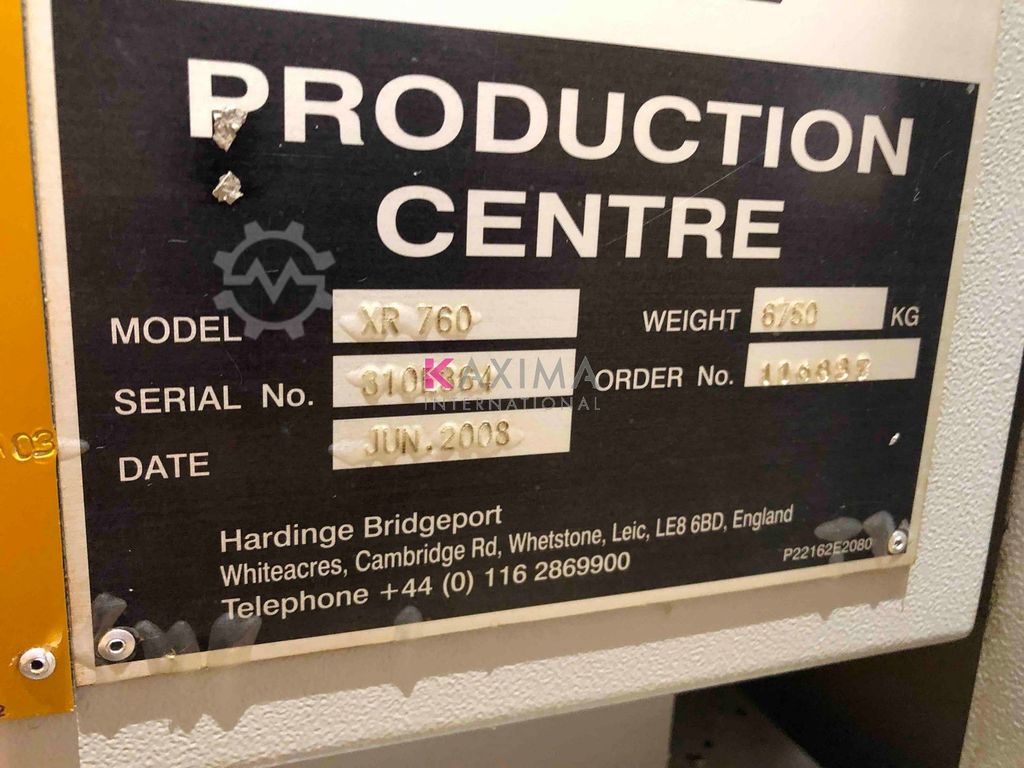 PRODUCTION
CENTRE
MODEL XR 760 WEIGHT 6750 KG
SERIAL No. ORDER No.
KAXIMA
INTERNATIONAL
DATE JUN.2008
03
Hardinge Bridgeport
Whiteacres, Cambridge Rd, Whetstone, Leic, LE8 6BD, England
Telephone +44 (0) 116 2869900
P22162E2080